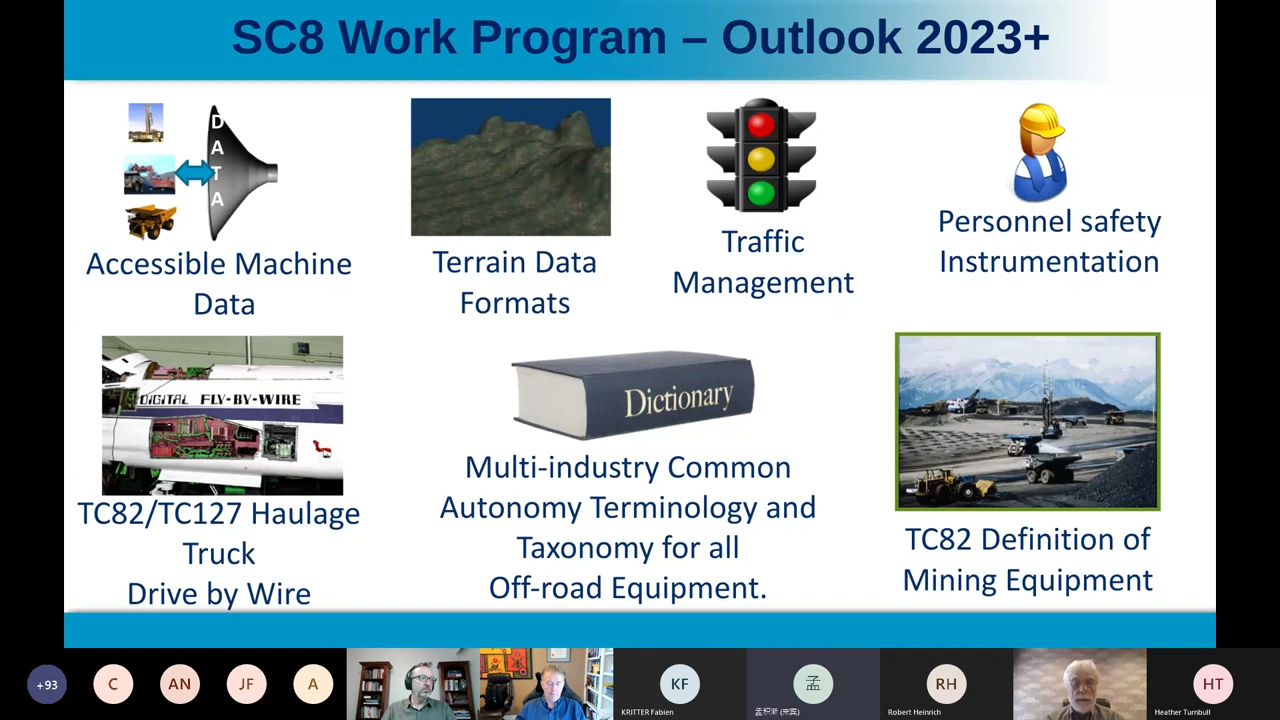 SC8 Work Program – Outlook 2023+
D
A
T
A
Accessible Machine
Data
Terrain Data
Formats
Traffic
Management
Personnel safety
Instrumentation
DIGITAL FLY-BY-WIRE
TC82/TC127 Haulage
Truck
Drive by Wire
Dictionary
Multi-industry Common
Autonomy Terminology and
Taxonomy for all
Off-road Equipment.
TC82 Definition of
Mining Equipment
+93
C
AN
JF
A
KF
KRITTER Fabien
孟
RH
Robert Heinrich
HT
Heather Turnbull